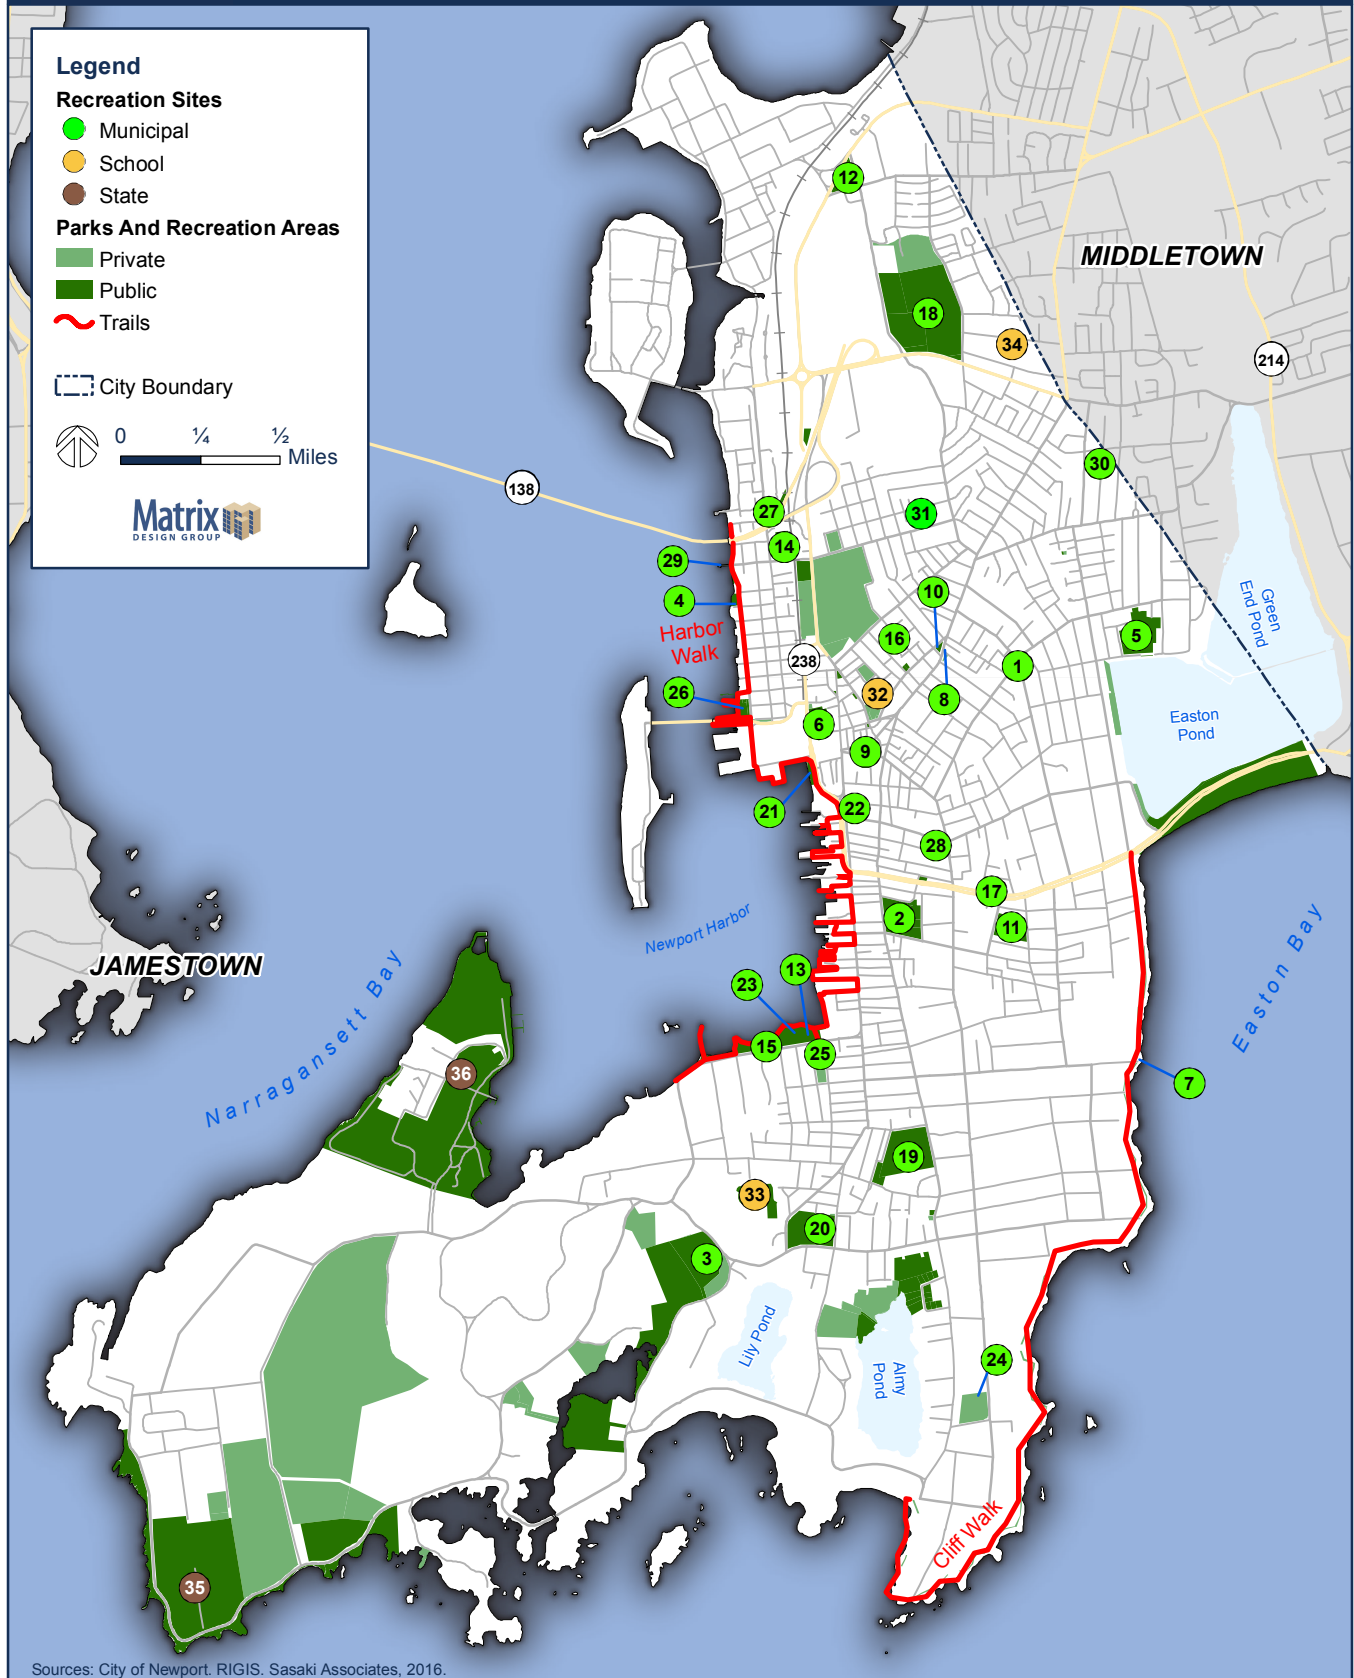 Legend
Recreation Sites
Municipal
School
State
Parks And Recreation Areas
Private
Public
Trails
City Boundary
0 ¼ ½
Miles
Matrix
DESIGN GROUP
12
MIDDLETOWN
18
34
214
30
138
27
31
14
29
10
4
Harbor
Walk
16
5
Green
End Pond
238
1
26
32
8
6
Easton
Pond
9
21
22
28
17
2
11
Newport Harbor
JAMESTOWN
Narragansett Bay
Easton Bay
13
23
15
25
36
7
19
33
20
3
Lily Pond
24
Almy
Pond
Cliff Walk
35
Sources: City of Newport. RIGIS. Sasaki Associates, 2016.